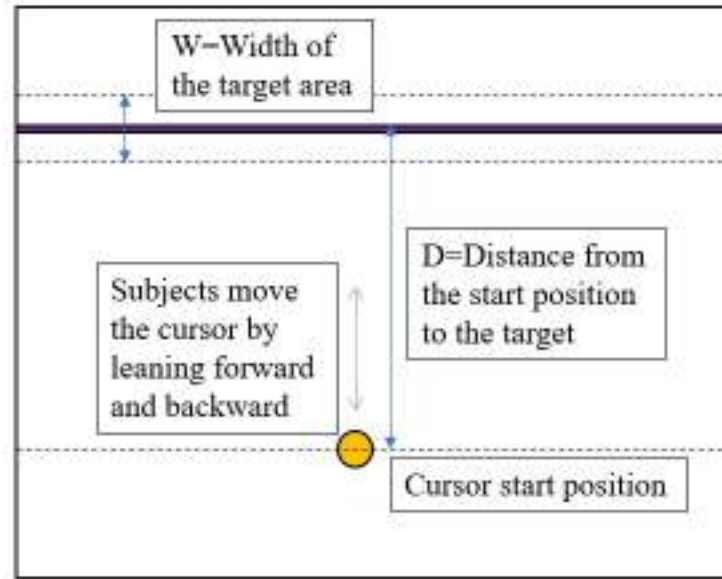 W=Width of
the target area
D=Distance from
the start position
to the target
Subjects move
the cursor by
leaning forward
and backward
Cursor start position